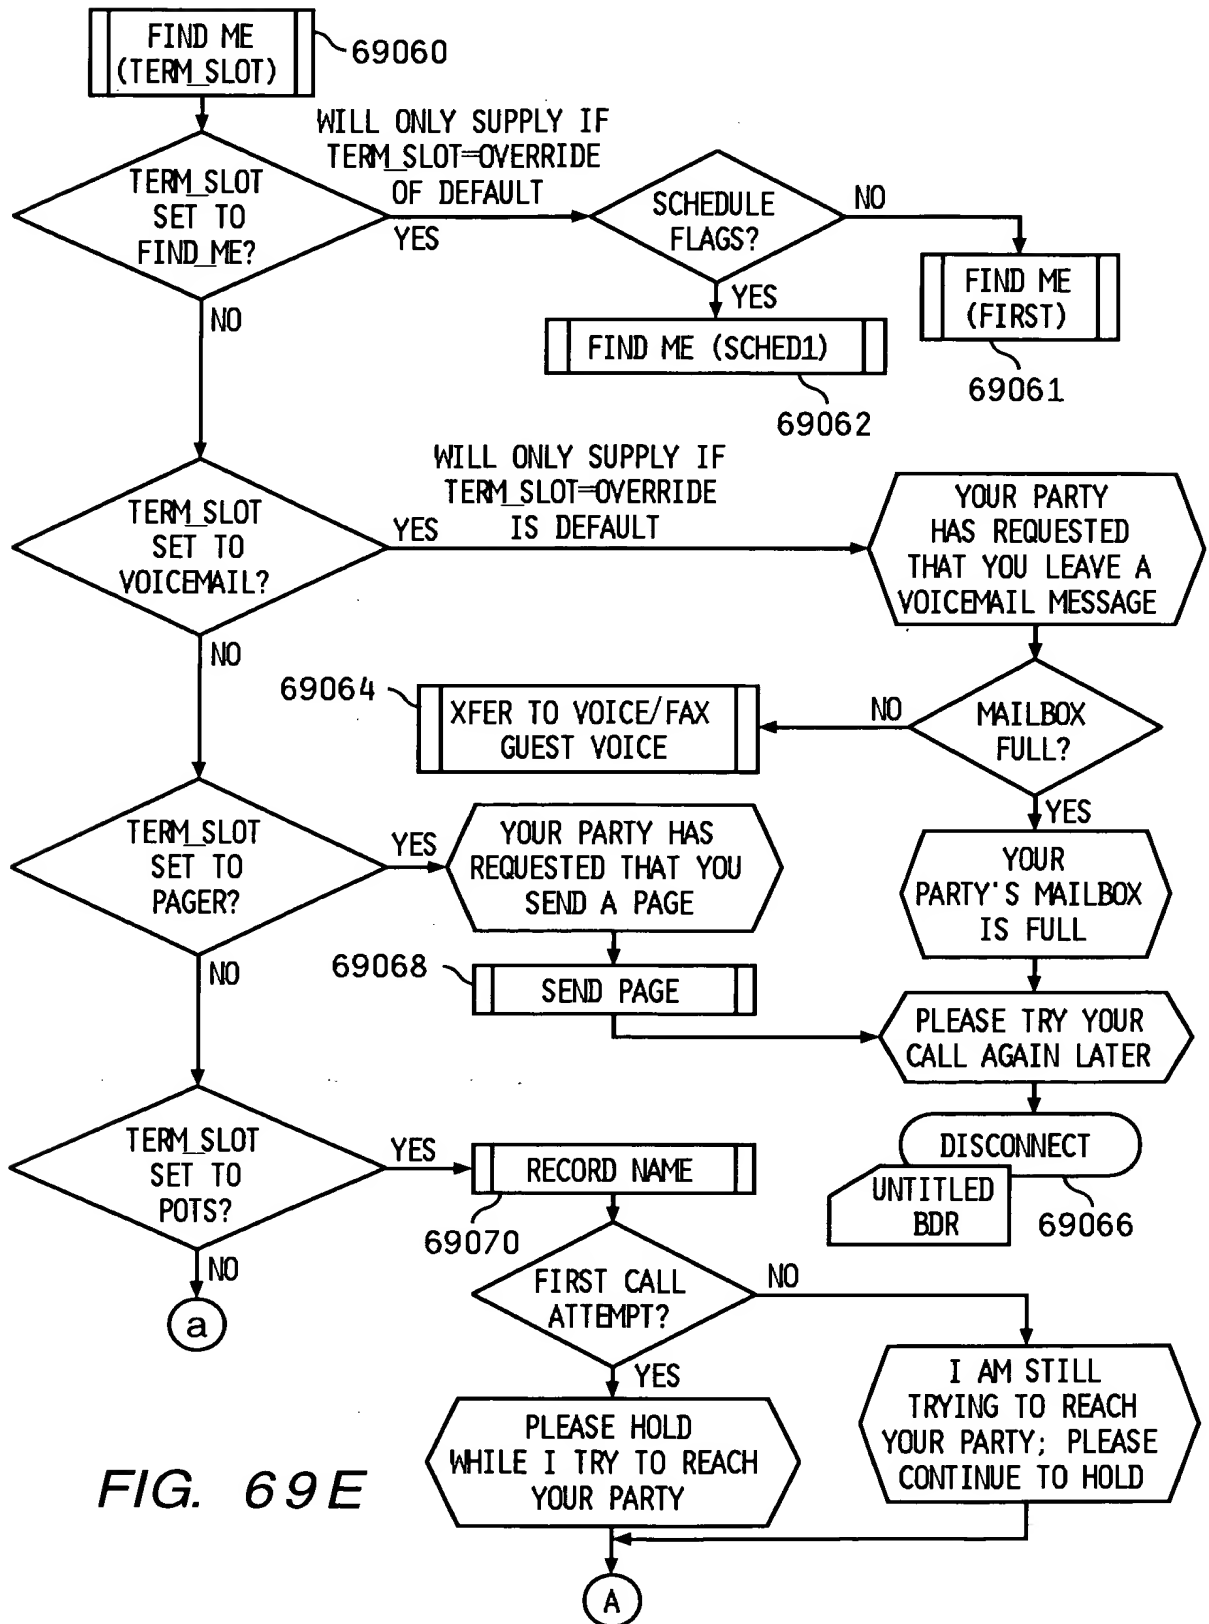 FIND ME
(TERM_SLOT)
69060
WILL ONLY SUPPLY IF
TERM_SLOT=OVERRIDE
OF DEFAULT
TERM_SLOT
SET TO
FIND_ME?
YES
NO
SCHEDULE
FLAGS?
NO
YES
FIND ME
(FIRST)
69061
FIND ME (SCHED1)
69062
WILL ONLY SUPPLY IF
TERM_SLOT=OVERRIDE
IS DEFAULT
TERM_SLOT
SET TO
VOICEMAIL?
YES
NO
YOUR PARTY
HAS REQUESTED
THAT YOU LEAVE A
VOICEMAIL MESSAGE
69064
XFER TO VOICE/FAX
GUEST VOICE
NO
MAILBOX
FULL?
YES
TERM_SLOT
SET TO
PAGER?
YES
NO
YOUR PARTY HAS
REQUESTED THAT YOU
SEND A PAGE
YOUR
PARTY'S MAILBOX
IS FULL
69068
SEND PAGE
PLEASE TRY YOUR
CALL AGAIN LATER
DISCONNECT
UNTITLED
BDR
69066
TERM_SLOT
SET TO
POTS?
YES
NO
a
RECORD NAME
69070
FIRST CALL
ATTEMPT?
NO
YES
I AM STILL
TRYING TO REACH
YOUR PARTY; PLEASE
CONTINUE TO HOLD
PLEASE HOLD
WHILE I TRY TO REACH
YOUR PARTY
A
FIG. 69E